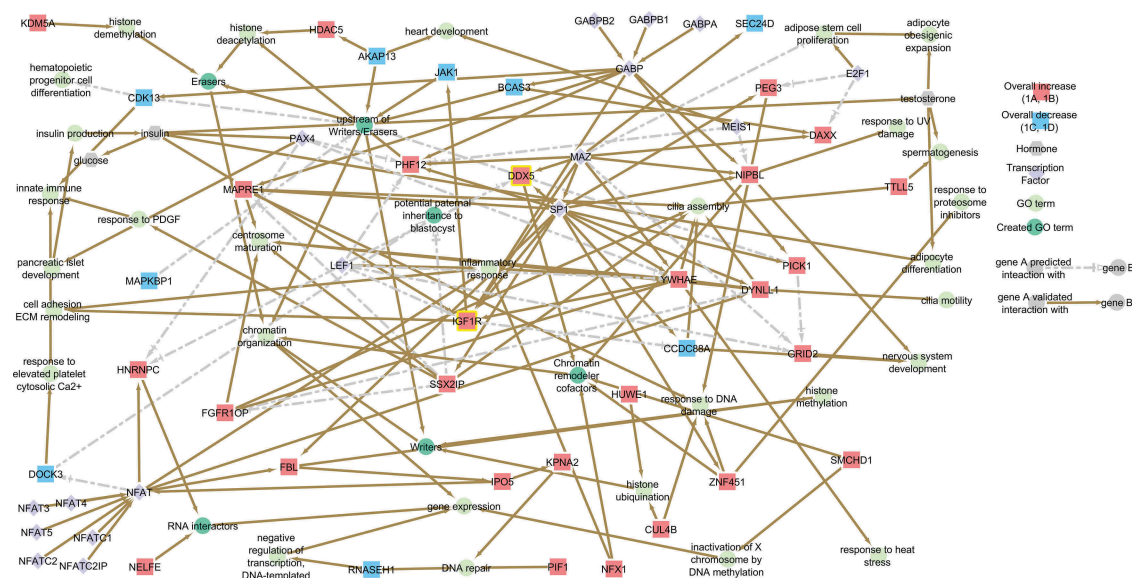 KDM5A
histone
demethylation
histone
deacetylation
HDAC5
AKAP13
heart development
GABPB2
GABPB1
GABPA
SEC24D
adipose stem cell
proliferation
adipocyte
obesigenic
expansion
hematopoietic
progenitor cell
differentiation
Erasers
CDK13
JAK1
BCAS3
GABP
PEG3
E2F1
testosterone
Overall increase
(1A, 1B)
Overall decrease
(1C, 1D)
Hormone
Transcription
Factor
GO term
Created GO term
gene A predicted
inteaction with
gene B
gene A validated
interaction with
gene B
insulin production
insulin
PAX4
upstream of
Writers/Erasers
MEIS1
DAXX
response to UV
damage
spermatogenesis
glucose
PHF12
MAZ
innate immune
response
MAPRE1
DDX5
NIPBL
TTLL5
response to
proteosome
inhibitors
response to PDGF
potential paternal
inheritance to
blastocyst
SP1
cilia assembly
centrosome
maturation
pancreatic islet
development
MAPKBP1
LEF1
inflammatory
response
YWHAE
PICK1
adipocyte
differentiation
DYNLL1
cell adhesion
ECM remodeling
IGF1R
cilia motility
chromatin
organization
CCDC88A
GRID2
nervous system
development
response to
elevated platelet
cytosolic Ca2+
HNRNPC
SSX2IP
Chromatin
remodeler
cofactors
HUWE1
response to DNA
damage
histone
methylation
FGFR1OP
Writers
DOCK3
NFAT
FBL
KPNA2
IPO5
SMCHD1
ZNF451
histone
ubiquination
NFAT3
NFAT4
NFAT5
NFATC1
NFATC2
NFATC2IP
RNA interactors
gene expression
CUL4B
NELFE
negative
regulation of
transcription,
DNA-templated
RNASEH1
DNA repair
PIF1
NFX1
inactivation of X
chromosome by
DNA methylation
response to heat
stress